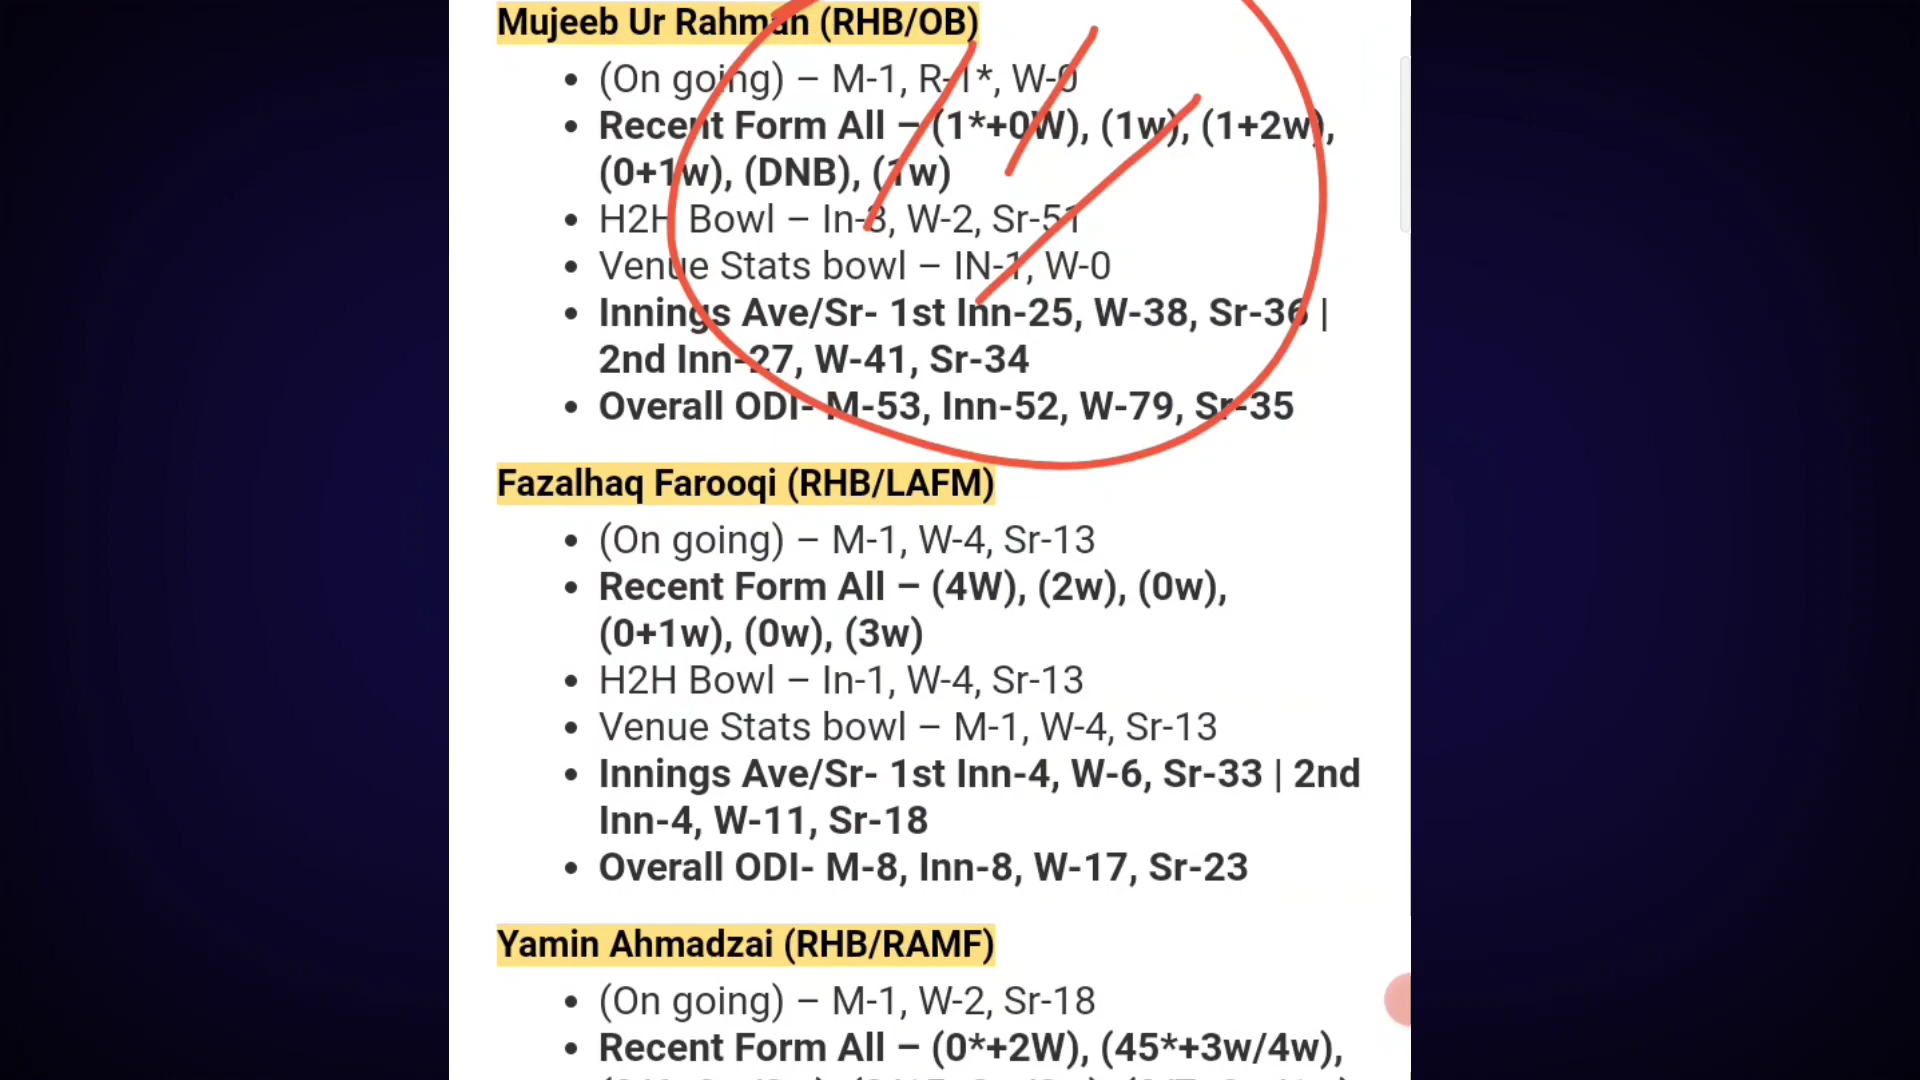 Mujeeb Ur Rahman (RHB/OB)
• (On going) – M-1, R-1*, W-0
• Recent Form All – (1*+0W), (1w), (1+2w),
(0+1w), (DNB), (1w)
• H2H Bowl – In-3, W-2, Sr-51
• Venue Stats bowl – IN-1, W-0
• Innings Ave/Sr- 1st Inn-25, W-38, Sr-36 |
2nd Inn-27, W-41, Sr-34
• Overall ODI- M-53, Inn-52, W-79, Sr-35
Fazalhaq Farooqi (RHB/LAFM)
• (On going) – M-1, W-4, Sr-13
• Recent Form All – (4W), (2w), (0w),
(0+1w), (0w), (3w)
• H2H Bowl – In-1, W-4, Sr-13
• Venue Stats bowl – M-1, W-4, Sr-13
• Innings Ave/Sr- 1st Inn-4, W-6, Sr-33 | 2nd
Inn-4, W-11, Sr-18
• Overall ODI- M-8, Inn-8, W-17, Sr-23
Yamin Ahmadzai (RHB/RAMF)
• (On going) – M-1, W-2, Sr-18
• Recent Form All – (0*+2W), (45*+3w/4w),